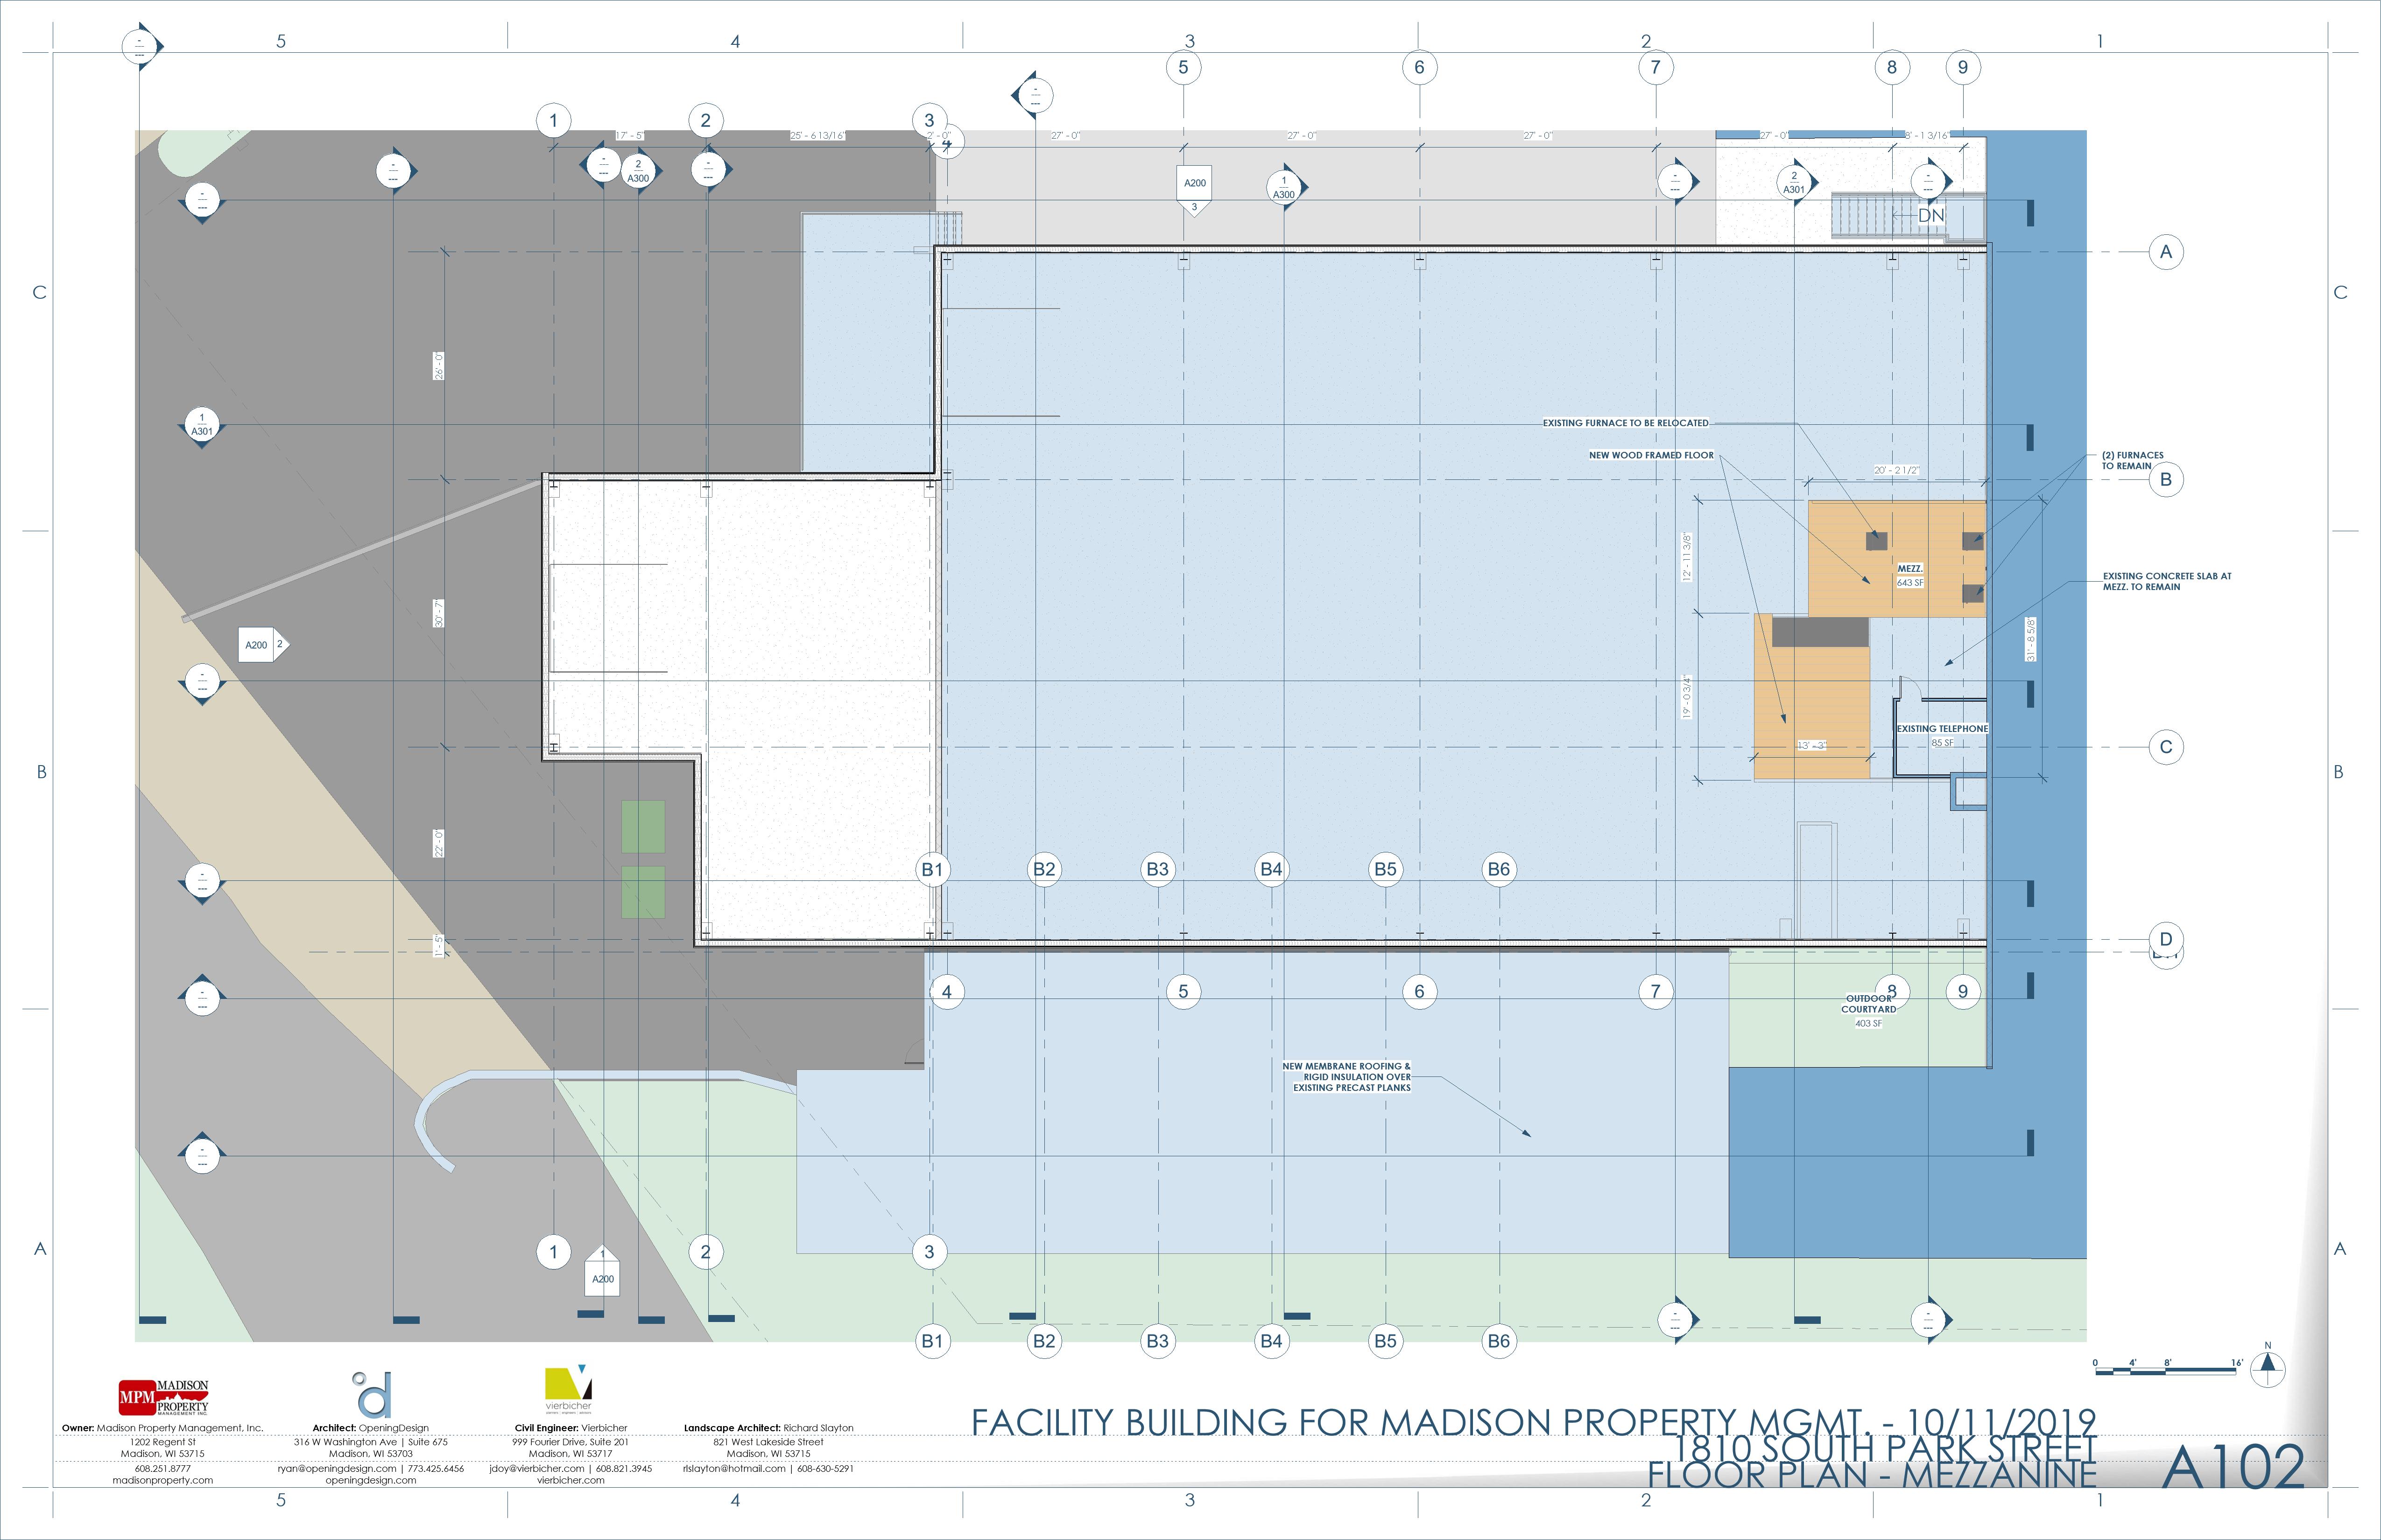 5
4
3
2
1
-
---
5
6
7
8
9
-
---
1
2
3
4
17' - 5"
25' - 6 13/16"
2' - 0"
27' - 0"
27' - 0"
27' - 0"
27' - 0"
8' - 1 3/16"
-
---
-
---
2
A300
-
---
A200
3
1
A300
-
---
2
A301
-
---
-
---
DN
A
C
C
26' - 0"
1
A301
EXISTING FURNACE TO BE RELOCATED
NEW WOOD FRAMED FLOOR
(2) FURNACES
TO REMAIN
20' - 2 1/2"
B
12' - 11 3/8"
MEZZ.
643 SF
EXISTING CONCRETE SLAB AT
MEZZ. TO REMAIN
30' - 7"
A200
2
31' - 8 5/8"
-
---
19' - 0 3/4"
EXISTING TELEPHONE
85 SF
13' - 3"
C
B
B
22' - 0"
B1
B2
B3
B4
B5
B6
-
---
1' - 5"
D
-
---
4
5
6
7
8
9
OUTDOOR
COURTYARD
403 SF
NEW MEMBRANE ROOFING &
RIGID INSULATION OVER
EXISTING PRECAST PLANKS
-
---
A
A
1
2
3
1
A200
-
---
-
---
B1
B2
B3
B4
B5
B6
N
0
4'
8'
16'
MPM
MADISON
PROPERTY
MANAGEMENT INC.
d
vierbicher
planners | engineers | advisors
Owner: Madison Property Management, Inc.
1202 Regent St
Madison, WI 53715
608.251.8777
madisonproperty.com
Architect: OpeningDesign
316 W Washington Ave | Suite 675
Madison, WI 53703
ryan@openingdesign.com | 773.425.6456
openingdesign.com
Civil Engineer: Vierbicher
999 Fourier Drive, Suite 201
Madison, WI 53717
jdoy@vierbicher.com | 608.821.3945
vierbicher.com
Landscape Architect: Richard Slayton
821 West Lakeside Street
Madison, WI 53715
rlslayton@hotmail.com | 608-630-5291
FACILITY BUILDING FOR MADISON PROPERTY MGMT. - 10/11/2019
1810 SOUTH PARK STREET
FLOOR PLAN - MEZZANINE
A102
5
4
3
2
1